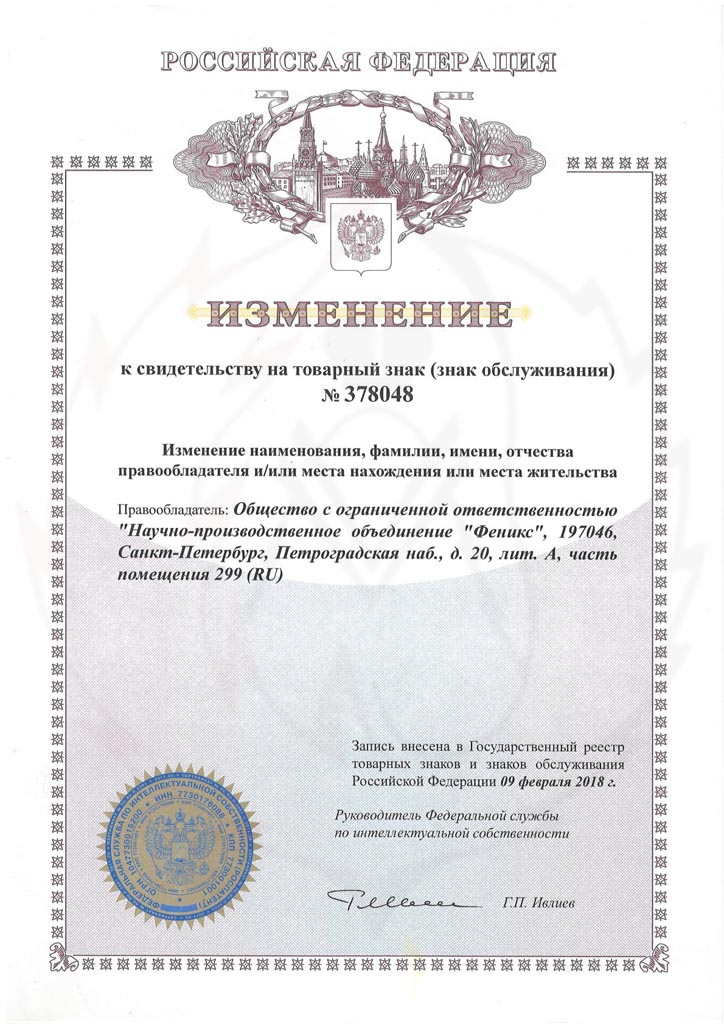 РОССИЙСКАЯ ФЕДЕРАЦИЯ
ИЗМЕНЕНИЕ
к свидетельству на товарный знак (знак обслуживания)
№ 378048
Изменение наименования, фамилии, имени, отчества
правообладателя и/или места нахождения или места жительства
Правообладатель: Общество с ограниченной ответственностью
"Научно-производственное объединение "Феникс", 197046,
Санкт-Петербург, Петроградская наб., д. 20, лит. А, часть
помещения 299 (RU)
Запись внесена в Государственный реестр
товарных знаков и знаков обслуживания
Российской Федерации 09 февраля 2018 г.
Руководитель Федеральной службы
по интеллектуальной собственности
Г.П. Ивлиев
ФЕДЕРАЛЬНАЯ СЛУЖБА ПО ИНТЕЛЛЕКТУАЛЬНОЙ СОБСТВЕННОСТИ (РОСПАТЕНТ)
ОГРН 1047730015200 ИНН 7730176088 КПП 773001001